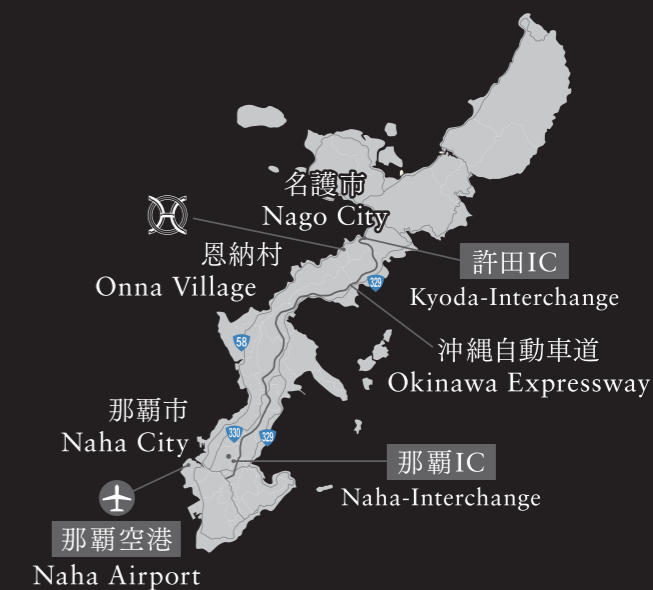 名護市
Nago City
恩納村
Onna Village
許田IC
Kyoda-Interchange
329
沖縄自動車道
Okinawa Expressway
58
那覇市
Naha City
330
329
那覇IC
Naha-Interchange
那覇空港
Naha Airport